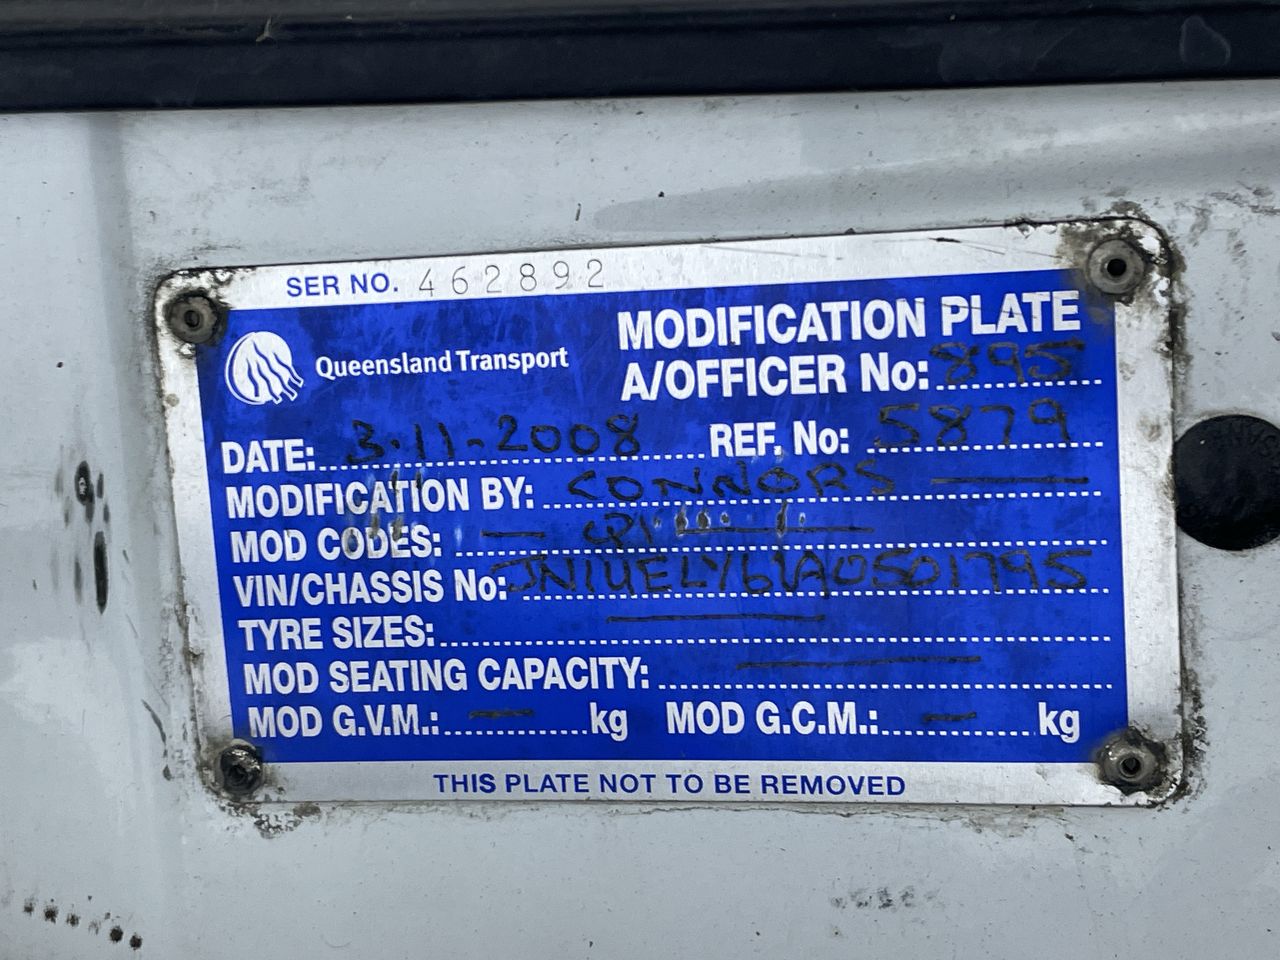 SER NO. 462892
MODIFICATION PLATE
Queensland Transport
A/OFFICER No: 895
DATE: 3.11-2008 REF. No: 5879
MODIFICATION BY: CONNORS
MOD CODES:
VIN/CHASSIS No: JN1UELY61A0501795
TYRE SIZES:
MOD SEATING CAPACITY:
MOD G.V.M.: — kg MOD G.C.M.: — kg
THIS PLATE NOT TO BE REMOVED